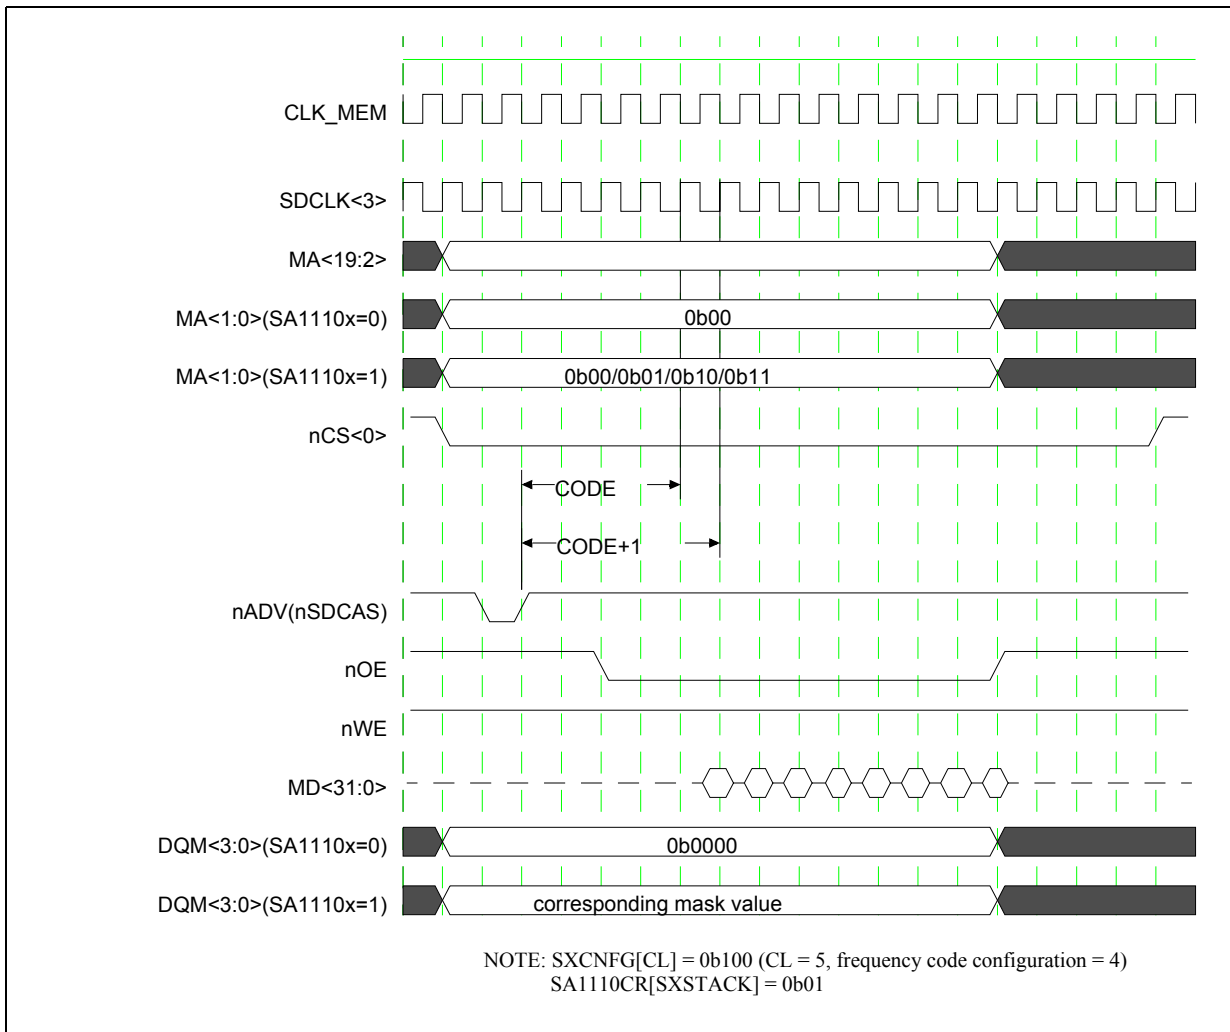 CLK_MEM
SDCLK<3>
MA<19:2>
MA<1:0>(SA1110x=0)
0b00
MA<1:0>(SA1110x=1)
0b00/0b01/0b10/0b11
nCS<0>
CODE
CODE+1
nADV(nSDCAS)
nOE
nWE
MD<31:0>
DQM<3:0>(SA1110x=0)
0b0000
DQM<3:0>(SA1110x=1)
corresponding mask value
NOTE: SXCNFG[CL] = 0b100 (CL = 5, frequency code configuration = 4)
SA1110CR[SXSTACK] = 0b01